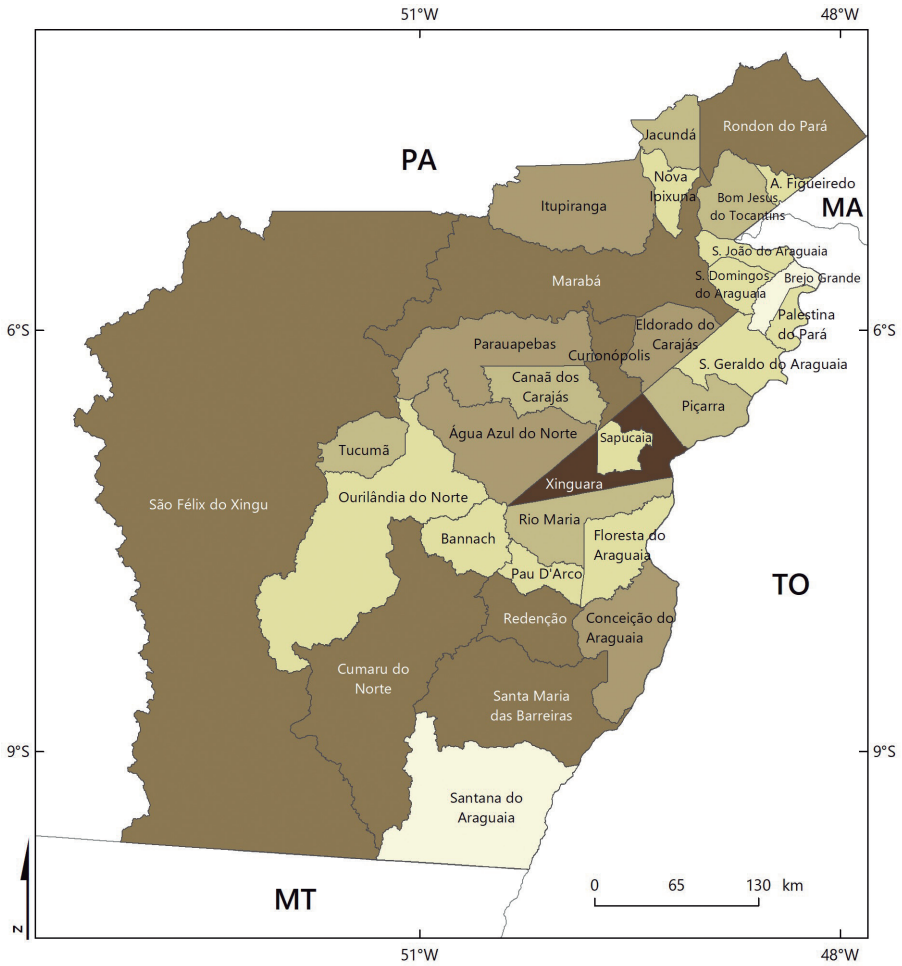 51°W
48°W
PA
Jacundá
Rondon do Pará
Nova
Ipixuna
A. Figueiredo
Bom Jesus
do Tocantins
MA
Itupiranga
S. João do Araguaia
S. Domingos
do Araguaia
Brejo Grande
Marabá
Palestina
do Pará
6°S
6°S
Eldorado do
Carajás
Parauapebas
Curionópolis
S. Geraldo do Araguaia
Canaã dos
Carajás
Piçarra
Água Azul do Norte
Sapucaia
Tucumã
Xinguara
São Félix do Xingu
Ourilândia do Norte
Rio Maria
Bannach
Floresta do
Araguaia
Pau D'Arco
TO
Redenção
Conceição do
Araguaia
Cumaru do
Norte
Santa Maria
das Barreiras
9°S
9°S
Santana do
Araguaia
0 65 130 km
MT
N
51°W
48°W